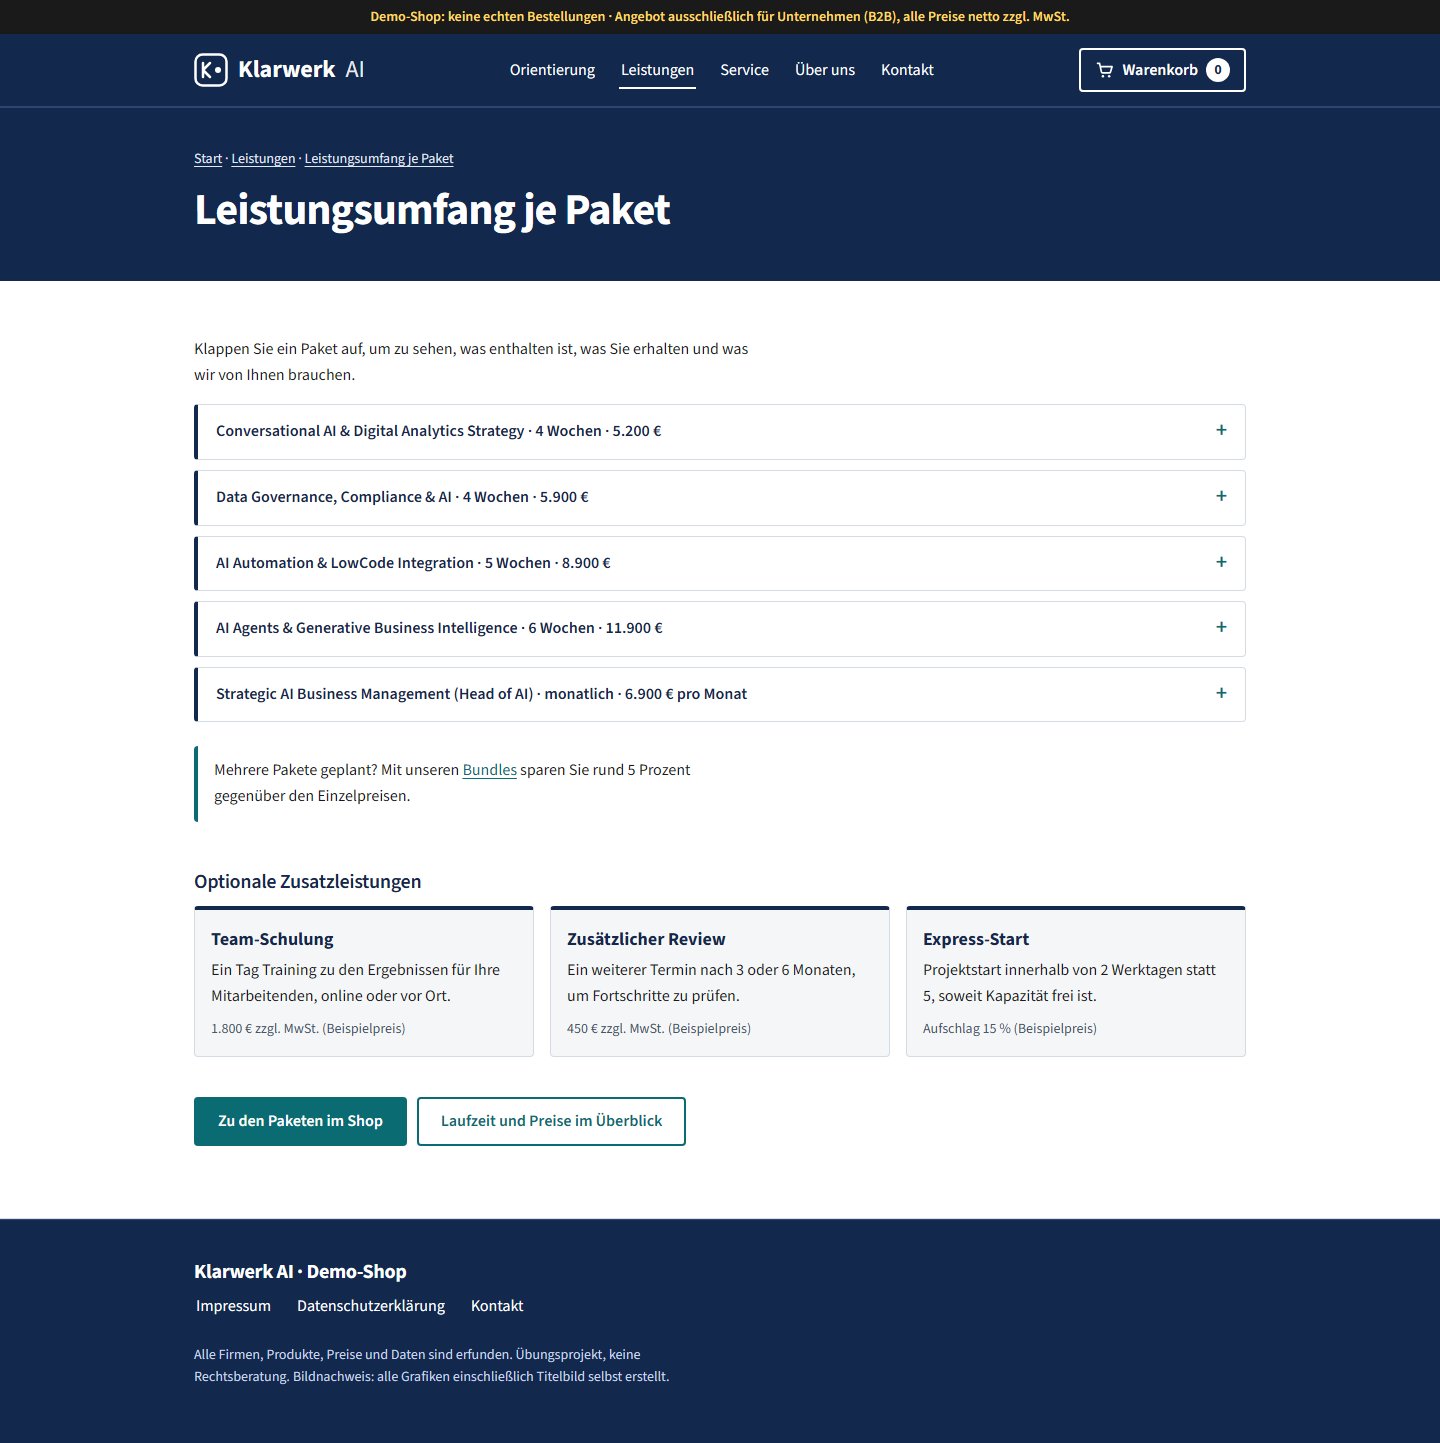 Demo-Shop: keine echten Bestellungen · Angebot ausschließlich für Unternehmen (B2B), alle Preise netto zzgl. MwSt.
K Klarwerk AI
Orientierung Leistungen Service Über uns Kontakt
Warenkorb 0
Start · Leistungen · Leistungsumfang je Paket
Leistungsumfang je Paket
Klappen Sie ein Paket auf, um zu sehen, was enthalten ist, was Sie erhalten und was
wir von Ihnen brauchen.
Conversational AI & Digital Analytics Strategy · 4 Wochen · 5.200 € +
Data Governance, Compliance & AI · 4 Wochen · 5.900 € +
AI Automation & LowCode Integration · 5 Wochen · 8.900 € +
AI Agents & Generative Business Intelligence · 6 Wochen · 11.900 € +
Strategic AI Business Management (Head of AI) · monatlich · 6.900 € pro Monat +
Mehrere Pakete geplant? Mit unseren Bundles sparen Sie rund 5 Prozent
gegenüber den Einzelpreisen.
Optionale Zusatzleistungen
Team-Schulung
Ein Tag Training zu den Ergebnissen für Ihre
Mitarbeitenden, online oder vor Ort.
1.800 € zzgl. MwSt. (Beispielpreis)
Zusätzlicher Review
Ein weiterer Termin nach 3 oder 6 Monaten,
um Fortschritte zu prüfen.
450 € zzgl. MwSt. (Beispielpreis)
Express-Start
Projektstart innerhalb von 2 Werktagen statt
5, soweit Kapazität frei ist.
Aufschlag 15 % (Beispielpreis)
Zu den Paketen im Shop
Laufzeit und Preise im Überblick
Klarwerk AI · Demo-Shop
Impressum Datenschutzerklärung Kontakt
Alle Firmen, Produkte, Preise und Daten sind erfunden. Übungsprojekt, keine
Rechtsberatung. Bildnachweis: alle Grafiken einschließlich Titelbild selbst erstellt.